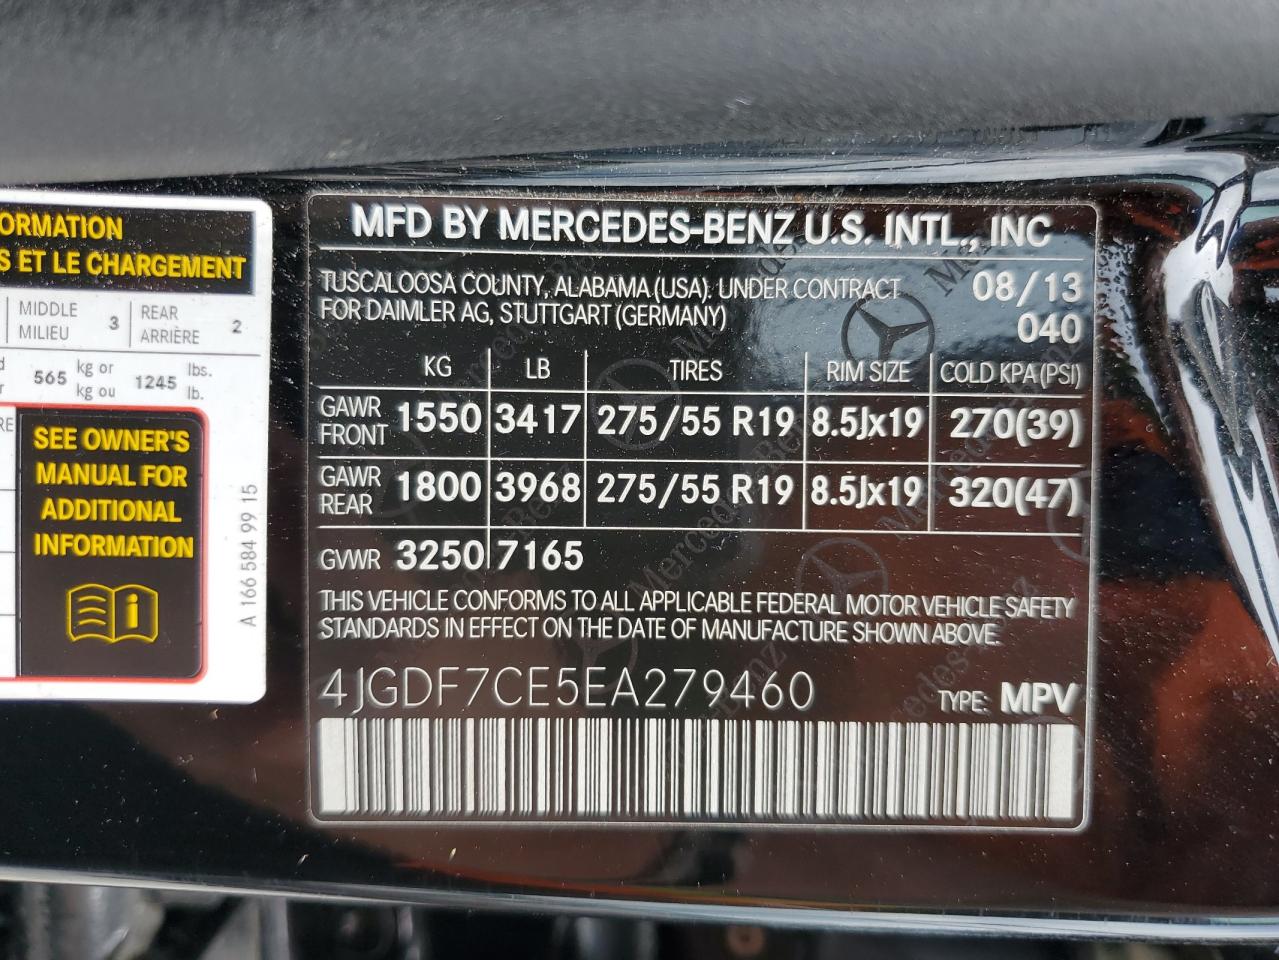 ORMATION
S ET LE CHARGEMENT
MIDDLE
MILIEU
3
REAR
ARRIÈRE
2
565
kg or
kg ou
1245
lbs.
lb.
RE
SEE OWNER'S
MANUAL FOR
ADDITIONAL
INFORMATION
i
A 166 584 99 15
MFD BY MERCEDES-BENZ U.S. INTL., INC
TUSCALOOSA COUNTY, ALABAMA (USA). UNDER CONTRACT
FOR DAIMLER AG, STUTTGART (GERMANY)
08/13
040
KG LB TIRES RIM SIZE COLD KPA(PSI)
GAWR FRONT 1550 3417 275/55 R19 8.5Jx19 270(39)
GAWR REAR 1800 3968 275/55 R19 8.5Jx19 320(47)
GVWR 3250 7165
THIS VEHICLE CONFORMS TO ALL APPLICABLE FEDERAL MOTOR VEHICLE SAFETY
STANDARDS IN EFFECT ON THE DATE OF MANUFACTURE SHOWN ABOVE
4JGDF7CE5EA279460
TYPE: MPV